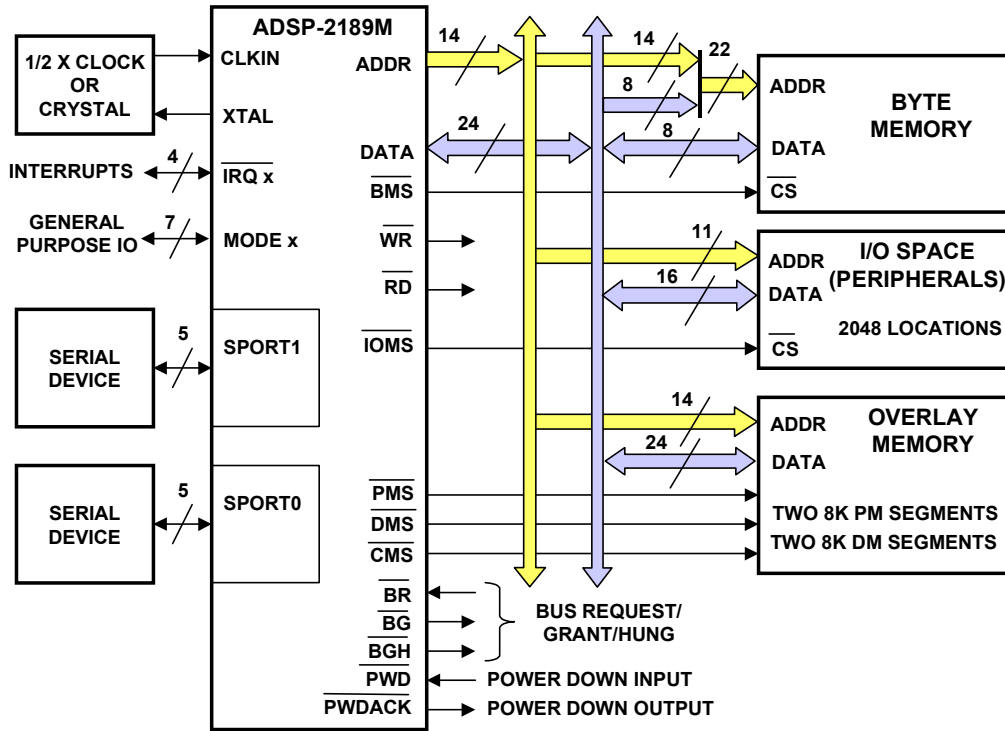 ADSP-2189M
1/2 X CLOCK
OR
CRYSTAL
CLKIN
XTAL
INTERRUPTS
4
IRQ x
GENERAL
PURPOSE IO
7
MODE x
SERIAL
DEVICE
5
SPORT1
SERIAL
DEVICE
5
SPORT0
ADDR
14
DATA
24
BMS
WR
RD
IOMS
PMS
DMS
CMS
BR
BG
BGH
BUS REQUEST/
GRANT/HUNG
PWD
POWER DOWN INPUT
PWDACK
POWER DOWN OUTPUT
14
22
8
8
ADDR
BYTE
MEMORY
DATA
CS
11
16
ADDR
I/O SPACE
(PERIPHERALS)
DATA
2048 LOCATIONS
CS
14
24
ADDR
OVERLAY
MEMORY
DATA
TWO 8K PM SEGMENTS
TWO 8K DM SEGMENTS